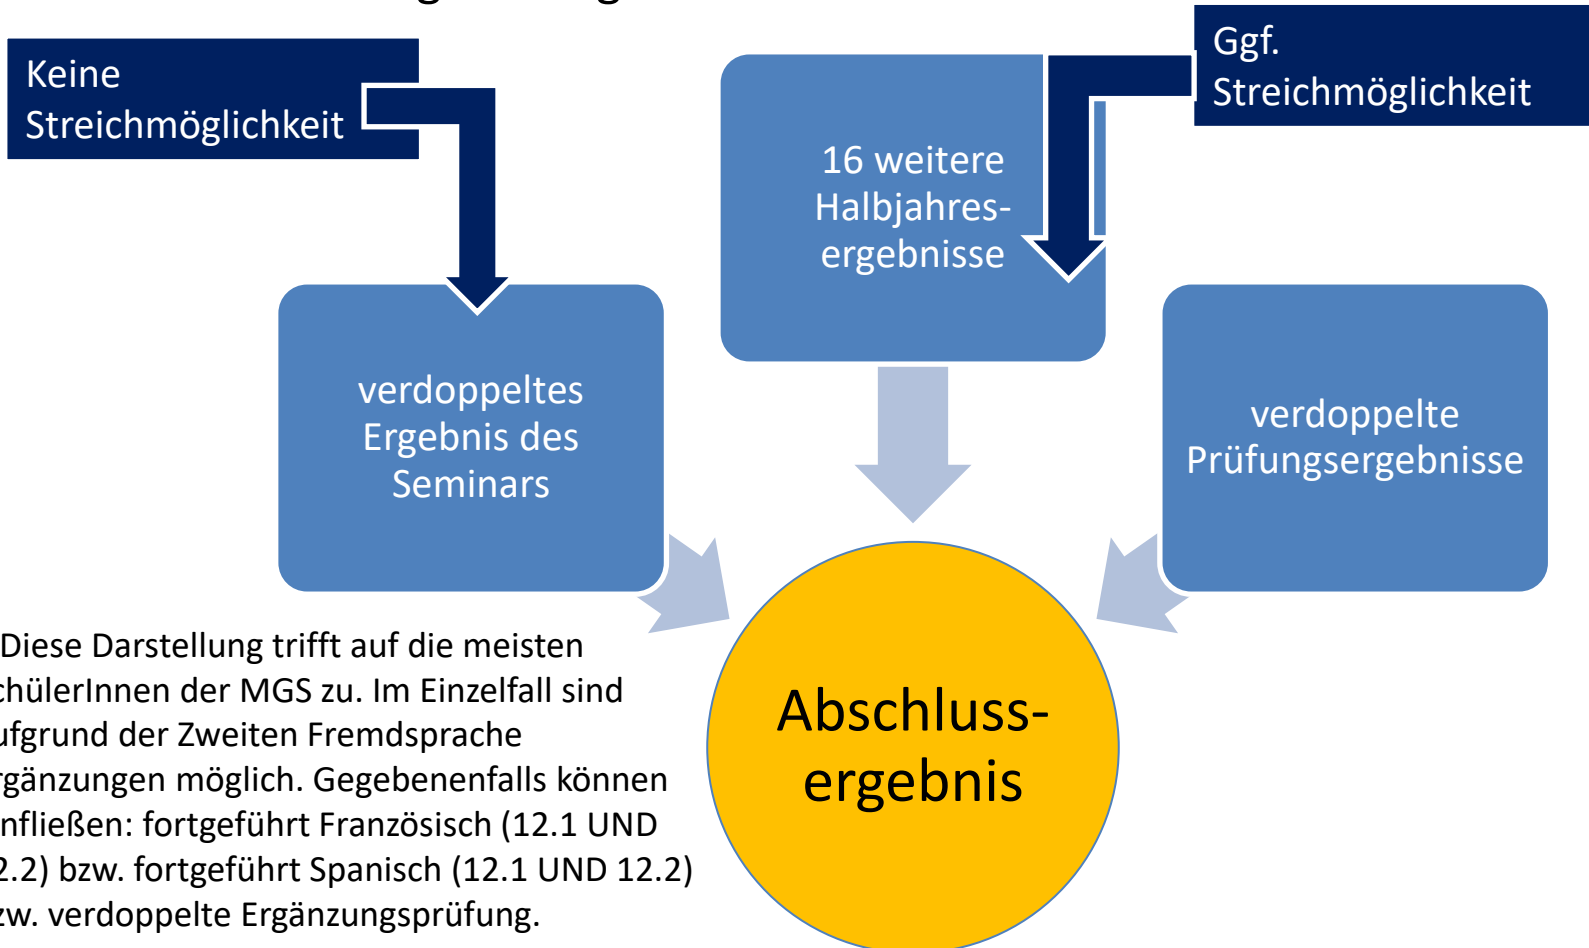 Keine
Streichmöglichkeit
Ggf.
Streichmöglichkeit
16 weitere
Halbjahres-
ergebnisse
verdoppeltes
Ergebnis des
Seminars
verdoppelte
Prüfungsergebnisse
Abschluss-
ergebnis
Diese Darstellung trifft auf die meisten
chülerInnen der MGS zu. Im Einzelfall sind
ufgrund der Zweiten Fremdsprache
rgänzungen möglich. Gegebenenfalls können
nfließen: fortgeführt Französisch (12.1 UND
2.2) bzw. fortgeführt Spanisch (12.1 UND 12.2)
zw. verdoppelte Ergänzungsprüfung.